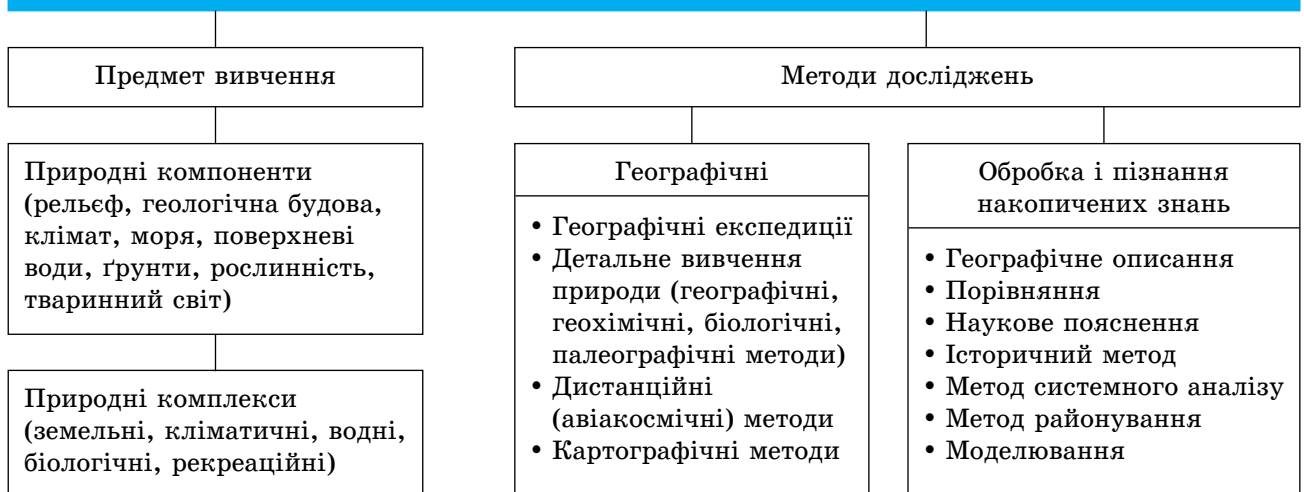 Предмет вивчення
Методи досліджень
Природні компоненти
(рельєф, геологічна будова,
клімат, моря, поверхневі
води, ґрунти, рослинність,
тваринний світ)
Природні комплекси
(земельні, кліматичні, водні,
біологічні, рекреаційні)
Географічні
• Географічні експедиції
• Детальне вивчення
природи (географічні,
геохімічні, біологічні,
палеографічні методи)
• Дистанційні
(авіакосмічні) методи
• Картографічні методи
Обробка і пізнання
накопичених знань
• Географічне описання
• Порівняння
• Наукове пояснення
• Історичний метод
• Метод системного аналізу
• Метод районування
• Моделювання